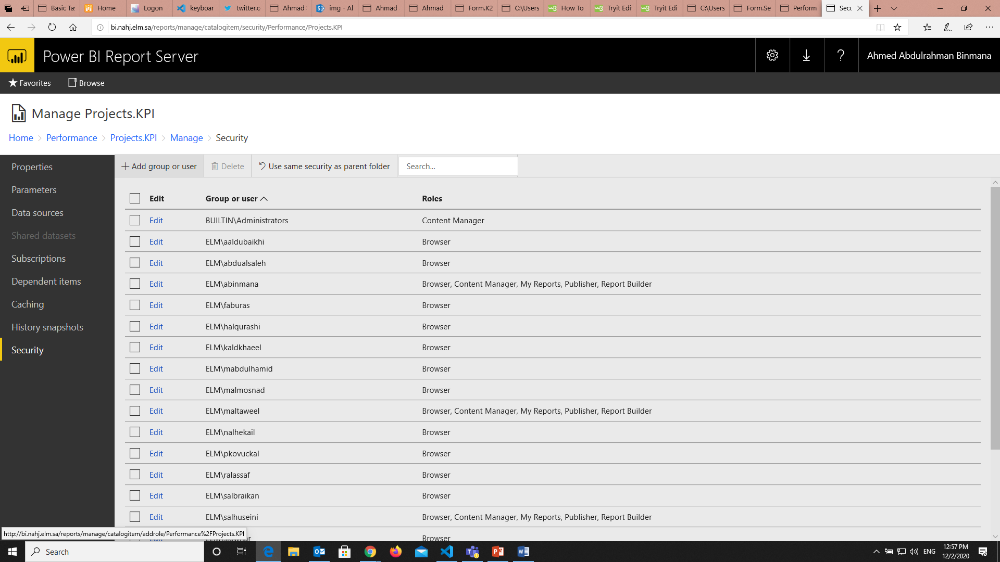 Basic Ta:
Home
Logon
keyboar
twitter.c
Ahmad
img - Al
Ahmad
Ahmad
Form.K2
C:\Users
How To
Tryit Edi
Tryit Edi
C:\Users
Form.Se
Perform
Secu
bi.nahj.elm.sa/reports/manage/catalogitem/security/Performance/Projects.KPI
Power BI Report Server
Ahmed Abdulrahman Binmana
Favorites
Browse
Manage Projects.KPI
Home > Performance > Projects.KPI > Manage > Security
Properties
Parameters
Data sources
Shared datasets
Subscriptions
Dependent items
Caching
History snapshots
Security
+ Add group or user
Delete
Use same security as parent folder
Search...
Edit Group or user Roles
Edit BUILTIN\Administrators Content Manager
Edit ELM\aaldubaikhi Browser
Edit ELM\abdualsaleh Browser
Edit ELM\abinmana Browser, Content Manager, My Reports, Publisher, Report Builder
Edit ELM\faburas Browser
Edit ELM\halqurashi Browser
Edit ELM\kaldkhaeel Browser
Edit ELM\mabdulhamid Browser
Edit ELM\malmosnad Browser
Edit ELM\maltaweel Browser, Content Manager, My Reports, Publisher, Report Builder
Edit ELM\nalhekail Browser
Edit ELM\pkovuckal Browser
Edit ELM\ralassaf Browser
Edit ELM\salbraikan Browser
Edit ELM\salhuseini Browser, Content Manager, My Reports, Publisher, Report Builder
Browser
http://bi.nahj.elm.sa/reports/manage/catalogitem/addrole/Performance%2FProjects.KPI
Search
ENG
12:57 PM
12/2/2020